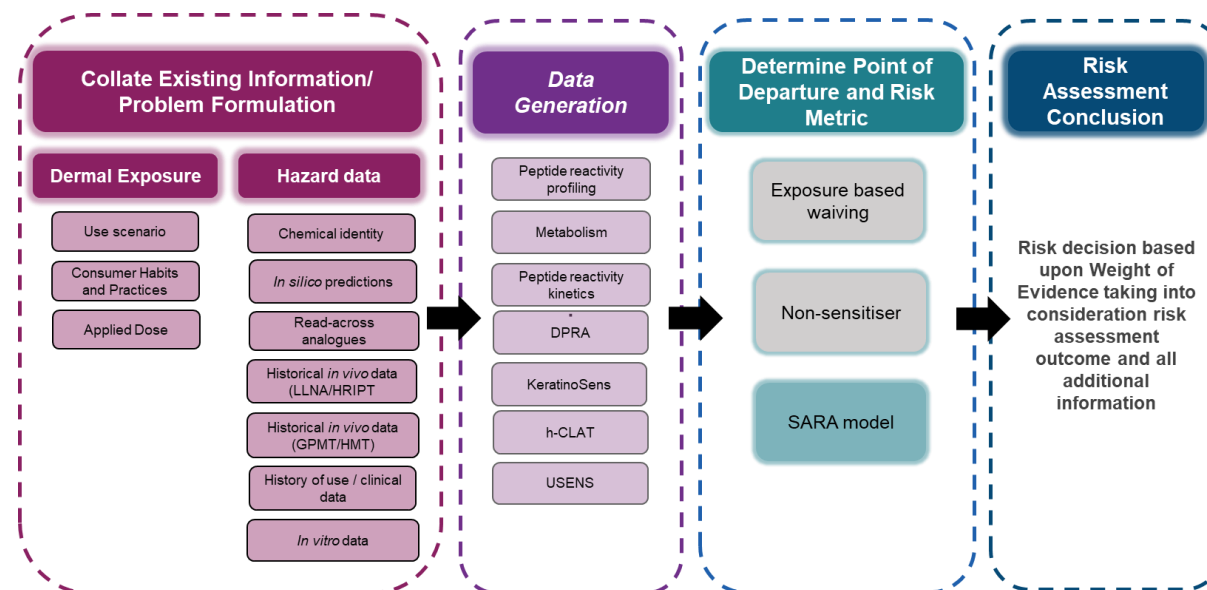 Collate Existing Information/
Problem Formulation
Dermal Exposure
Use scenario
Consumer Habits
and Practices
Applied Dose
Hazard data
Chemical identity
In silico predictions
Read-across
analogues
Historical in vivo data
(LLNA/HRIPT
Historical in vivo data
(GPMT/HMT)
History of use / clinical
data
In vitro data
Data
Generation
Peptide reactivity
profiling
Metabolism
Peptide reactivity
kinetics
DPRA
KeratinoSens
h-CLAT
USENS
Determine Point of
Departure and Risk
Metric
Exposure based
waiving
Non-sensitiser
SARA model
Risk
Assessment
Conclusion
Risk decision based
upon Weight of
Evidence taking into
consideration risk
assessment
outcome and all
additional
information